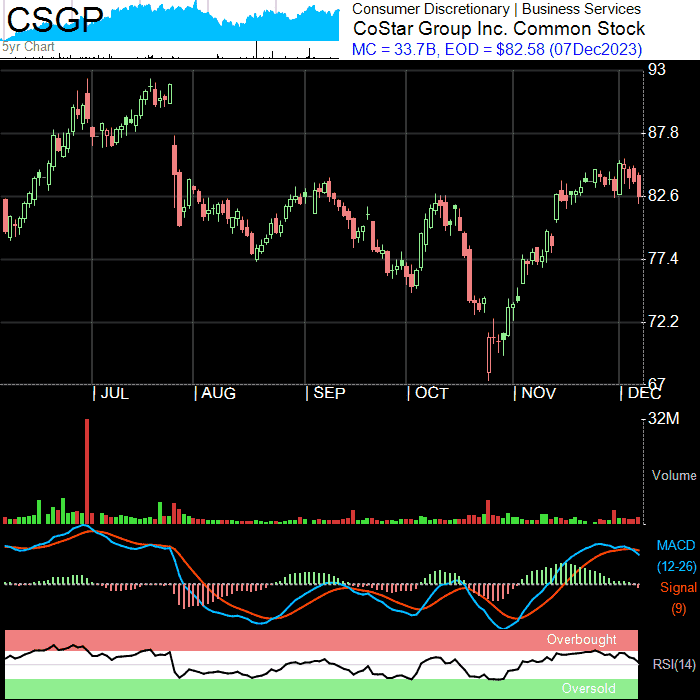 CSGP
5yr Chart
Consumer Discretionary | Business Services
CoStar Group Inc. Common Stock
MC = 33.7B, EOD = $82.58 (07Dec2023)
93
87.8
82.6
77.4
72.2
67
| JUL | AUG | SEP | OCT | NOV | DEC
32M
Volume
MACD
(12-26)
Signal
(9)
Overbought
RSI(14)
Oversold